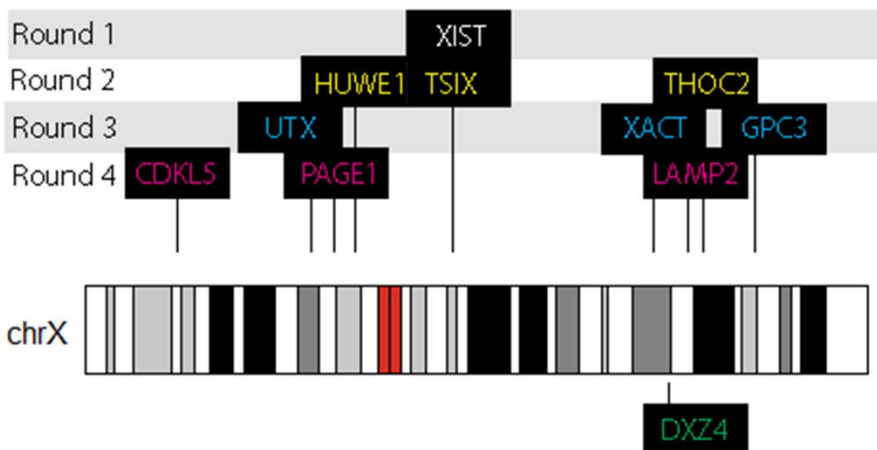 Round 1 XIST
Round 2 HUWE1 TSIX THOC2
Round 3 UTX XACT GPC3
Round 4 CDKL5 PAGE1 LAMP2
chrX
DXZ4